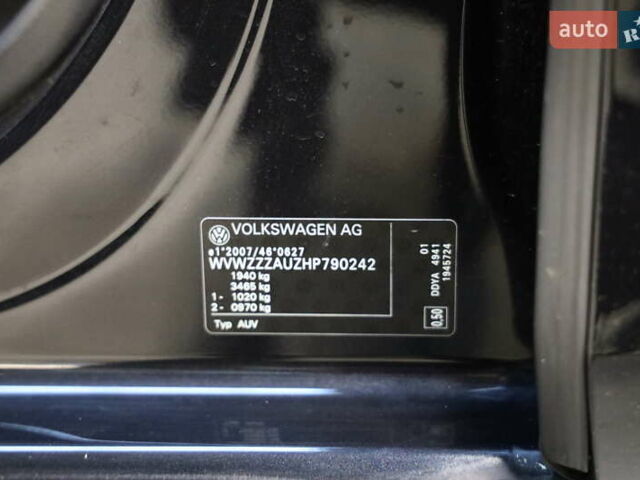 auto
R
VOLKSWAGEN AG
e1*2007/46*0627
WVWZZZAUZHP790242
1940 kg
3465 kg
1- 1020 kg
2- 0970 kg
Typ AUV
01
DDYA 4941
1945724
0,50